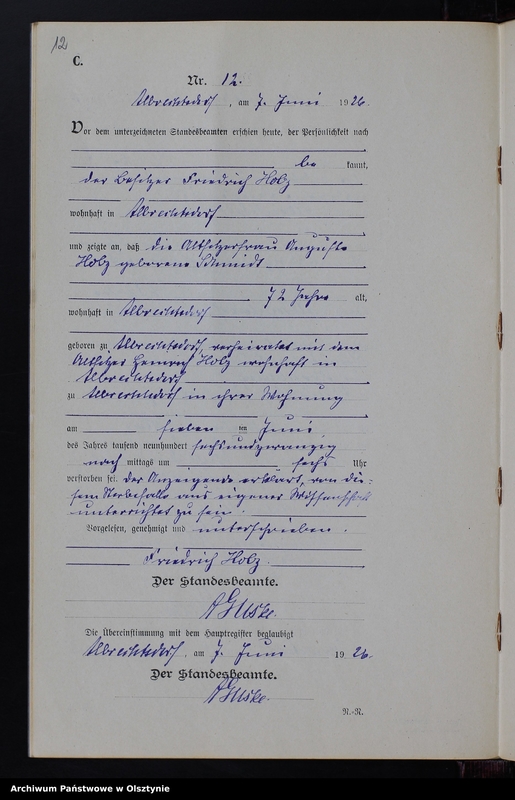 12
C.
Nr. 12.
Albrechtsdorf, am 7. Juni 1926.
Vor dem unterzeichneten Standesbeamten erschien heute, der Persönlichkeit nach
be kannt,
der Besitzer Friedrich Holz
wohnhaft in Albrechtsdorf
und zeigte an, daß die Altsitzerfrau Auguste
Holz geborene Schmidt
72 Jahre alt,
wohnhaft in Albrechtsdorf
geboren zu Albrechtsdorf, verheiratet mit dem
Altsitzer Heinrich Holz wohnhaft in
Albrechtsdorf
zu Albrechtsdorf in ihrer Wohnung
am sieben ten Juni
des Jahres tausend neunhundert sechsundzwanzig
nach mittags um sechs Uhr
verstorben sei. Der Anzeigende erklärt, von die-
sem Sterbefalle aus eigener Wissenschaft
unterrichtet zu sein.
Vorgelesen, genehmigt und unterschrieben.
Friedrich Holz.
Der Standesbeamte.
Die Übereinstimmung mit dem Hauptregister beglaubigt
Albrechtsdorf, am 7. Juni 1926.
Der Standesbeamte.
N.-R.
Archiwum Państwowe w Olsztynie